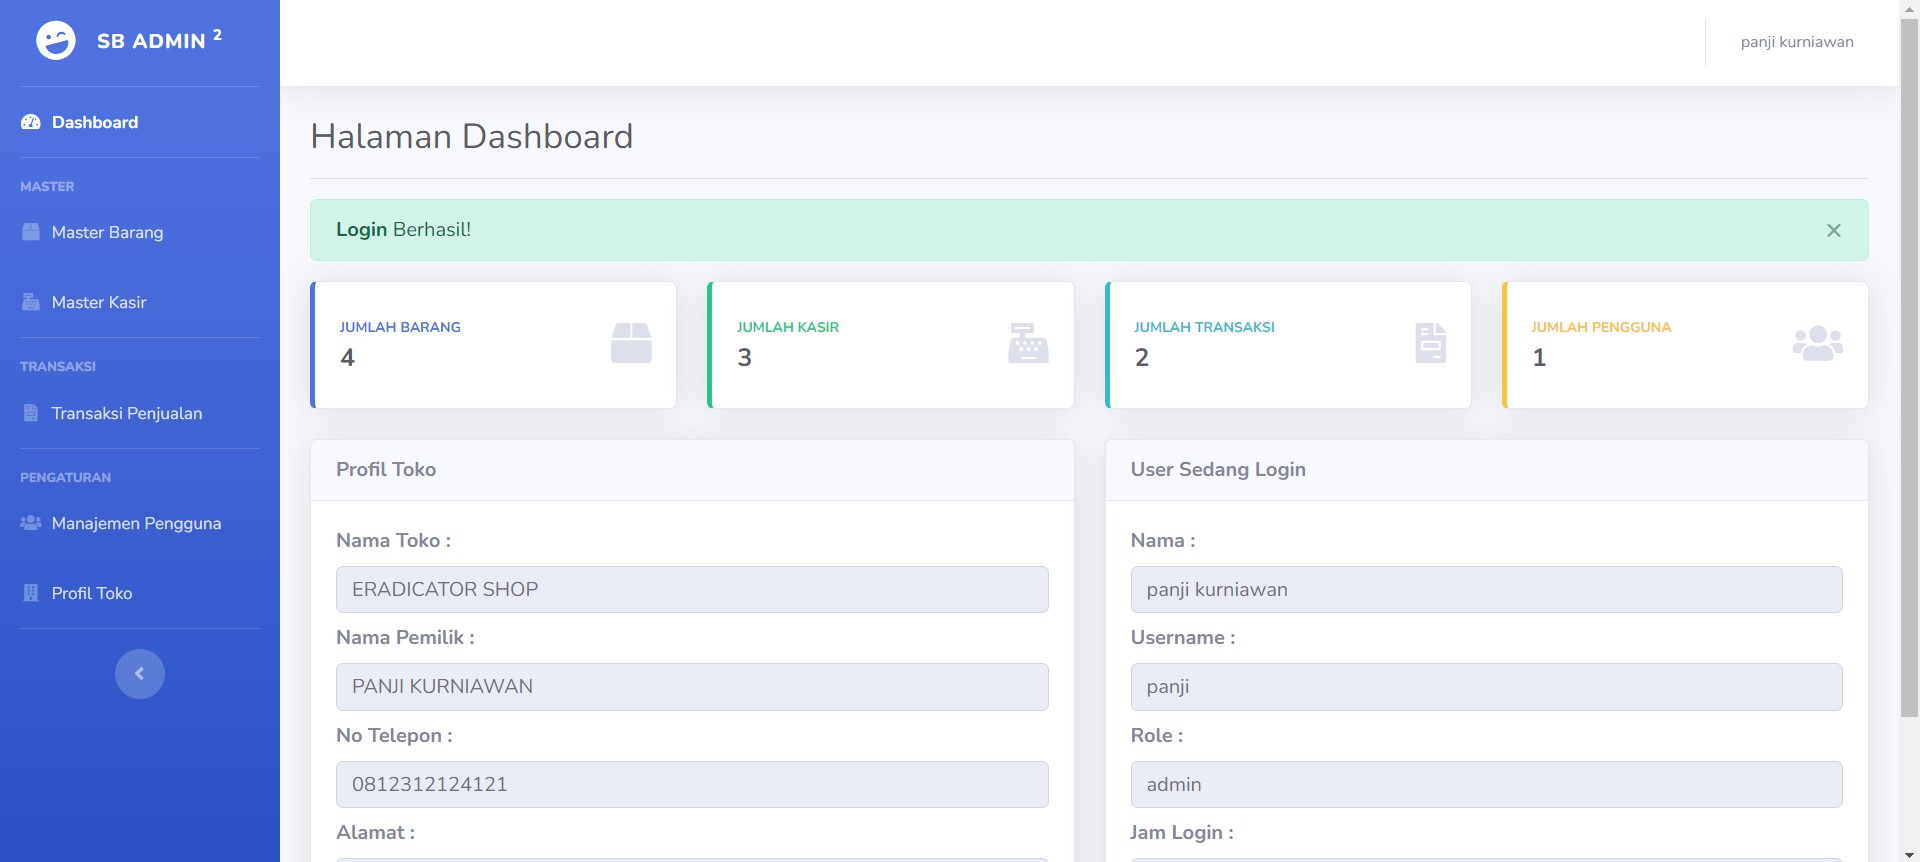 SB ADMIN 2
panji kurniawan
Dashboard
MASTER
Master Barang
Master Kasir
TRANSAKSI
Transaksi Penjualan
PENGATURAN
Manajemen Pengguna
Profil Toko
Halaman Dashboard
Login Berhasil!
JUMLAH BARANG
4
JUMLAH KASIR
3
JUMLAH TRANSAKSI
2
JUMLAH PENGGUNA
1
Profil Toko
Nama Toko :
ERADICATOR SHOP
Nama Pemilik :
PANJI KURNIAWAN
No Telepon :
0812312124121
Alamat :
User Sedang Login
Nama :
panji kurniawan
Username :
panji
Role :
admin
Jam Login :